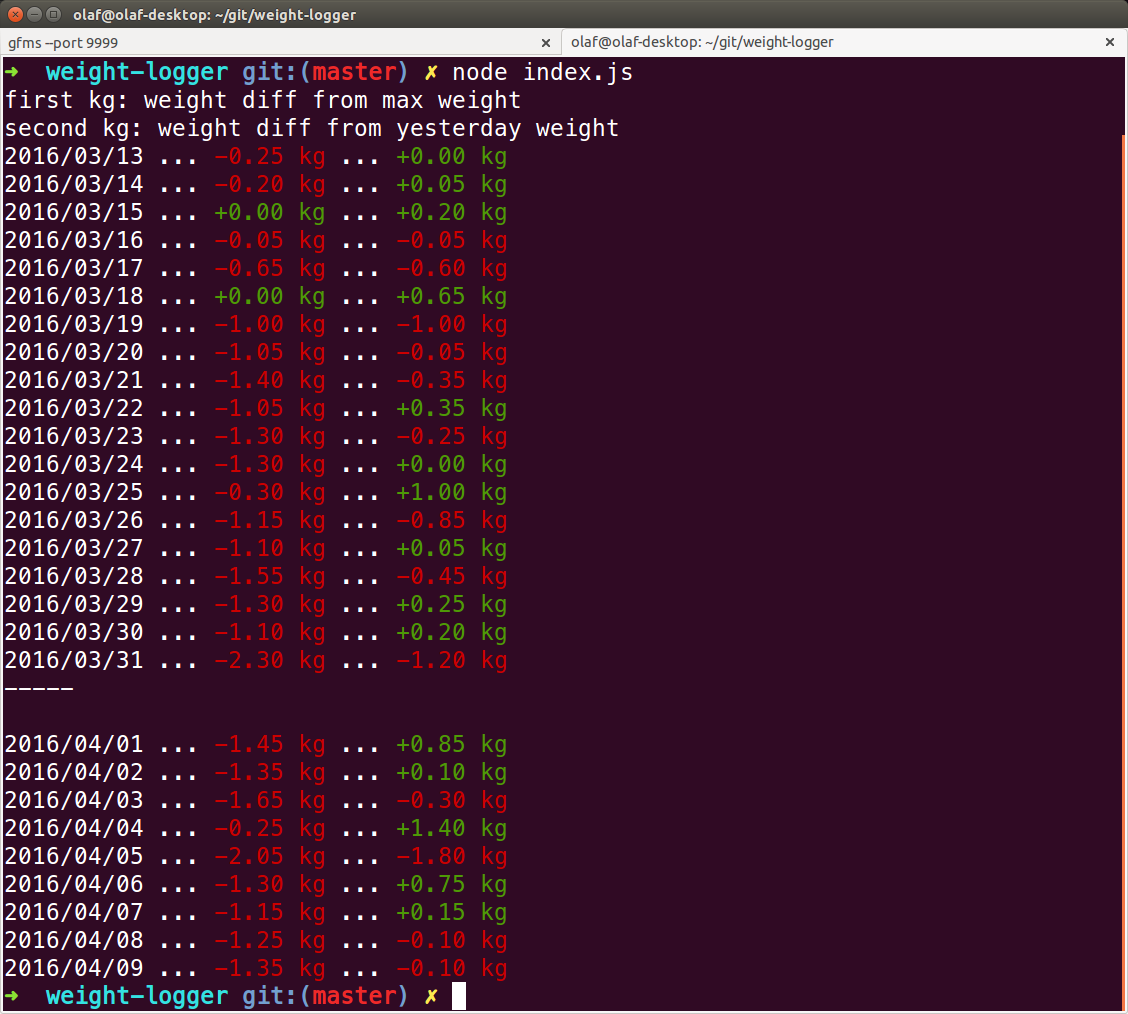 olaf@olaf-desktop: ~/git/weight-logger
gfms --port 9999 × olaf@olaf-desktop: ~/git/weight-logger ×
➜ weight-logger git:(master) ✗ node index.js
first kg: weight diff from max weight
second kg: weight diff from yesterday weight
2016/03/13 ... -0.25 kg ... +0.00 kg
2016/03/14 ... -0.20 kg ... +0.05 kg
2016/03/15 ... +0.00 kg ... +0.20 kg
2016/03/16 ... -0.05 kg ... -0.05 kg
2016/03/17 ... -0.65 kg ... -0.60 kg
2016/03/18 ... +0.00 kg ... +0.65 kg
2016/03/19 ... -1.00 kg ... -1.00 kg
2016/03/20 ... -1.05 kg ... -0.05 kg
2016/03/21 ... -1.40 kg ... -0.35 kg
2016/03/22 ... -1.05 kg ... +0.35 kg
2016/03/23 ... -1.30 kg ... -0.25 kg
2016/03/24 ... -1.30 kg ... +0.00 kg
2016/03/25 ... -0.30 kg ... +1.00 kg
2016/03/26 ... -1.15 kg ... -0.85 kg
2016/03/27 ... -1.10 kg ... +0.05 kg
2016/03/28 ... -1.55 kg ... -0.45 kg
2016/03/29 ... -1.30 kg ... +0.25 kg
2016/03/30 ... -1.10 kg ... +0.20 kg
2016/03/31 ... -2.30 kg ... -1.20 kg
-----
2016/04/01 ... -1.45 kg ... +0.85 kg
2016/04/02 ... -1.35 kg ... +0.10 kg
2016/04/03 ... -1.65 kg ... -0.30 kg
2016/04/04 ... -0.25 kg ... +1.40 kg
2016/04/05 ... -2.05 kg ... -1.80 kg
2016/04/06 ... -1.30 kg ... +0.75 kg
2016/04/07 ... -1.15 kg ... +0.15 kg
2016/04/08 ... -1.25 kg ... -0.10 kg
2016/04/09 ... -1.35 kg ... -0.10 kg
➜ weight-logger git:(master) ✗